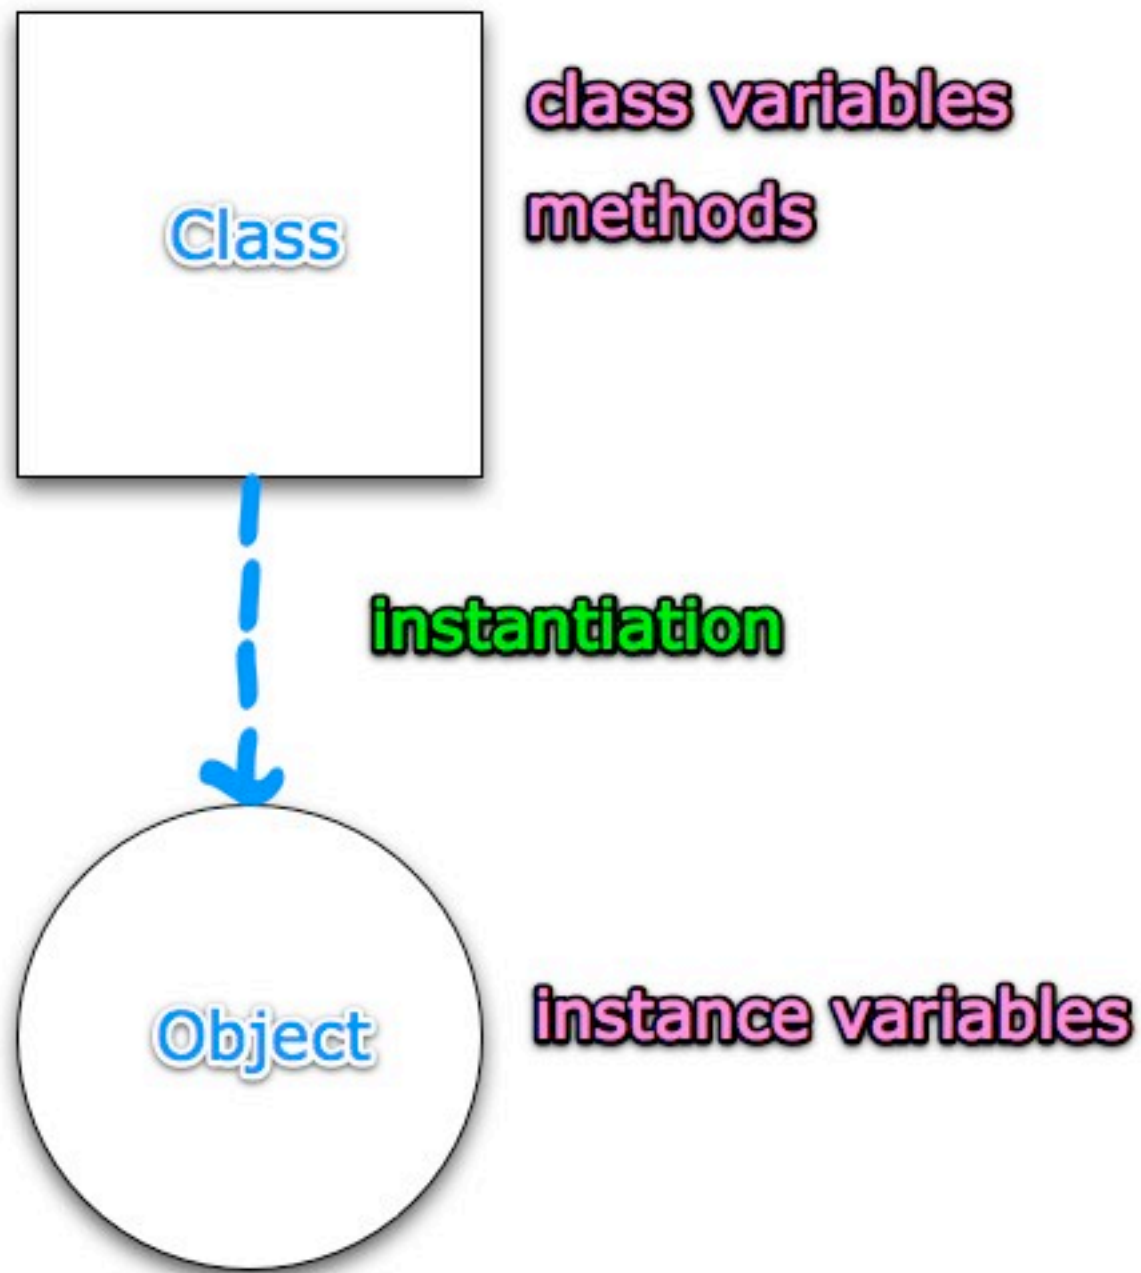 class variables
methods
Class
instantiation
Object
instance variables